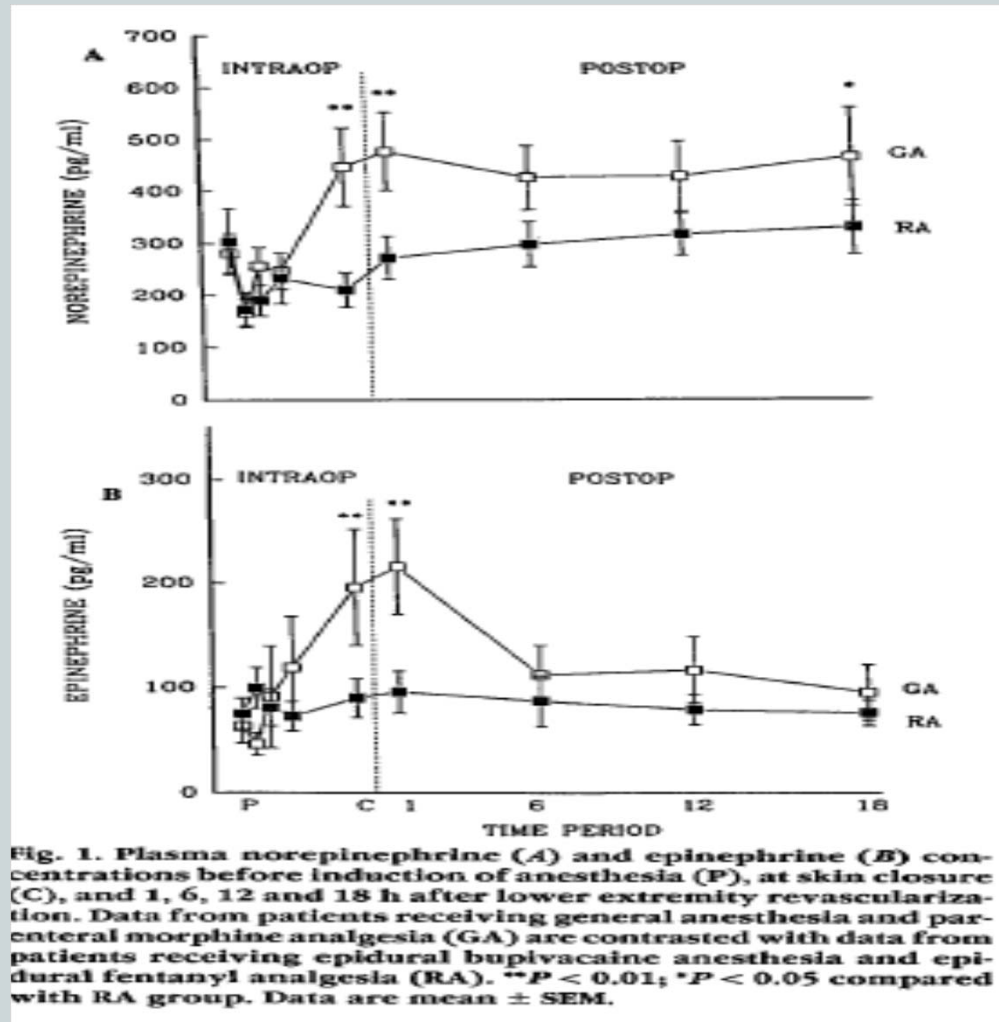 A
700
INTRAOP
POSTOP
600
**
**
*
500
GA
400
300
RA
200
100
0
NOREPINEPHRINE (pg/ml)
B
300
INTRAOP
POSTOP
**
**
200
100
GA
RA
0
EPINEPHRINE (pg/ml)
P
C
1
6
12
18
TIME PERIOD
Fig. 1. Plasma norepinephrine (A) and epinephrine (B) con-
centrations before induction of anesthesia (P), at skin closure
(C), and 1, 6, 12 and 18 h after lower extremity revasculariza-
tion. Data from patients receiving general anesthesia and par-
enteral morphine analgesia (GA) are contrasted with data from
patients receiving epidural bupivacaine anesthesia and epi-
dural fentanyl analgesia (RA). **P < 0.01; *P < 0.05 compared
with RA group. Data are mean ± SEM.